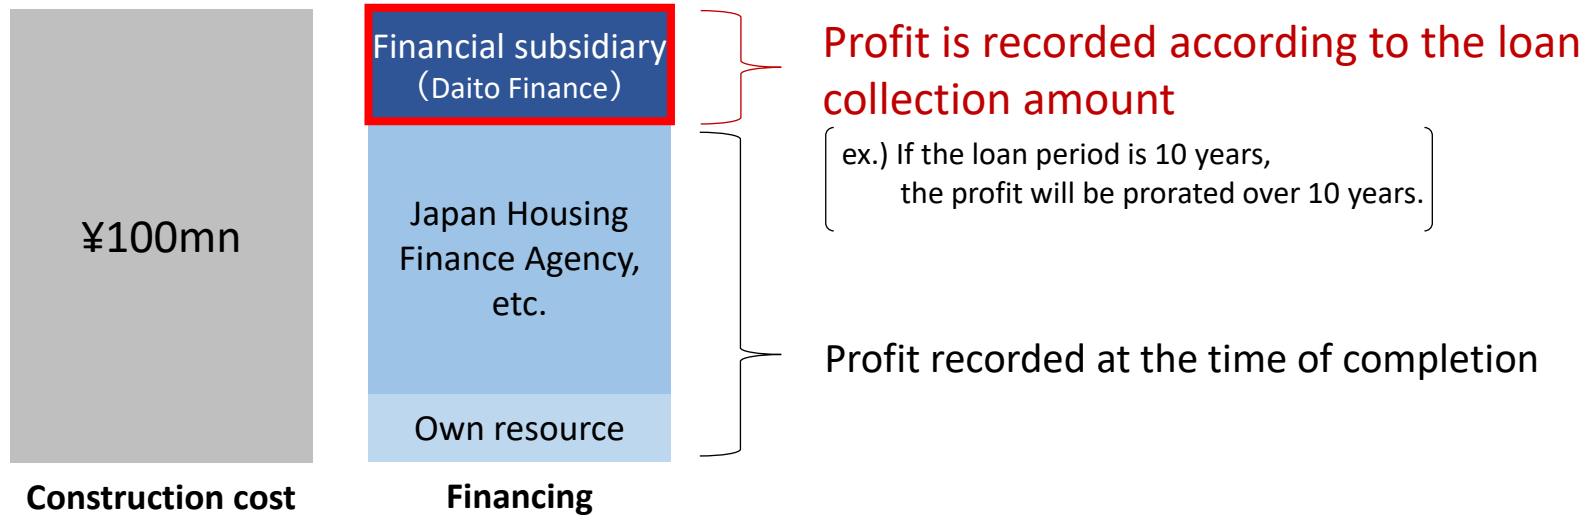 ¥100mn
Construction cost
Financial subsidiary
（Daito Finance）
Japan Housing
Finance Agency,
etc.
Own resource
Financing
Profit is recorded according to the loan
collection amount
ex.) If the loan period is 10 years,
the profit will be prorated over 10 years.
Profit recorded at the time of completion